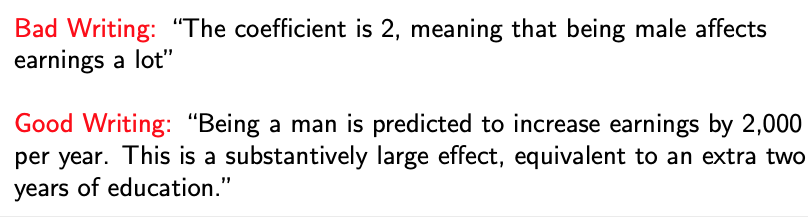 Bad Writing: “The coefficient is 2, meaning that being male affects
earnings a lot”
Good Writing: “Being a man is predicted to increase earnings by 2,000
per year. This is a substantively large effect, equivalent to an extra two
years of education.”